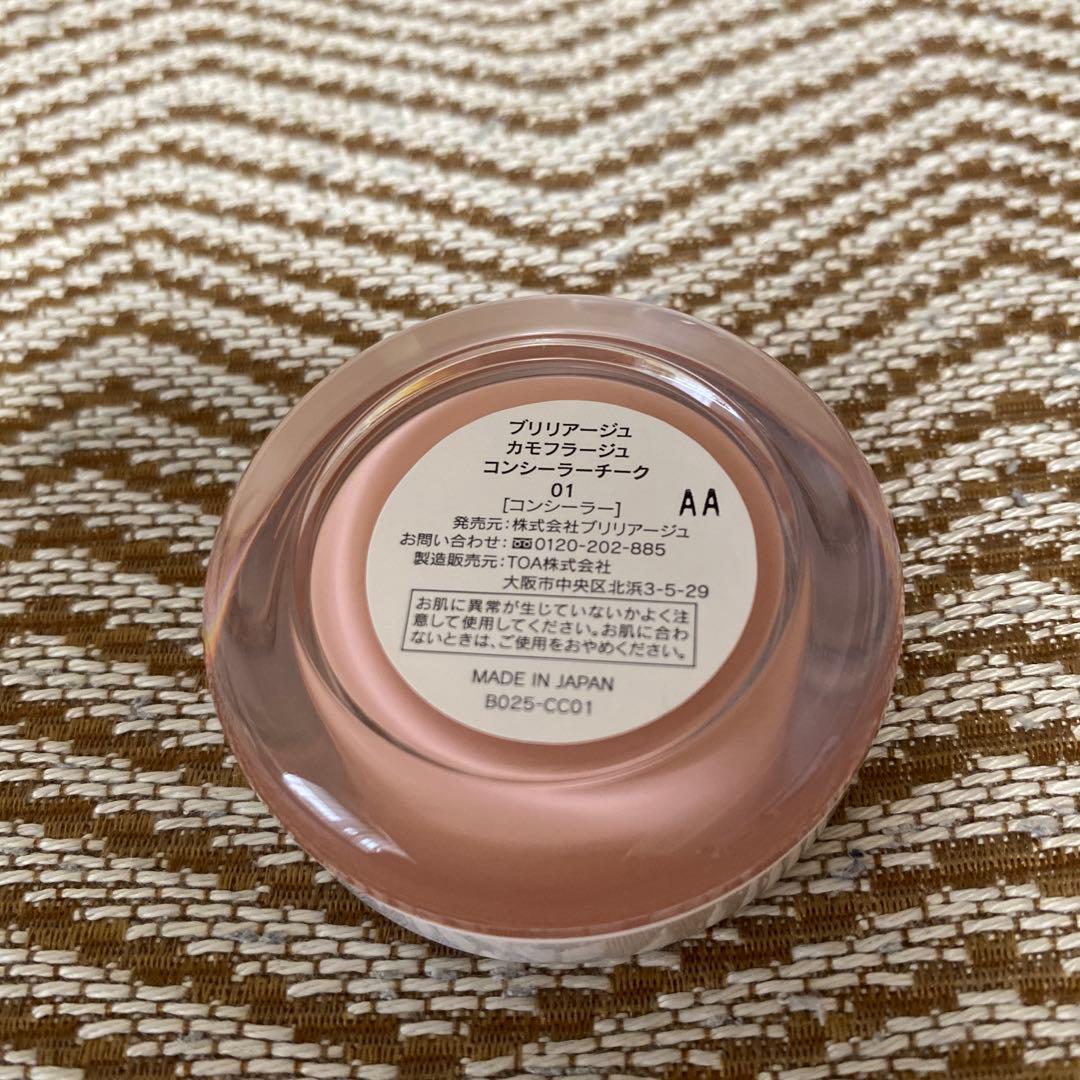 ブリリアージュ
カモフラージュ
コンシーラーチーク
01
[コンシーラー]
AA
発売元:株式会社ブリリアージュ
お問い合わせ:0120-202-885
製造販売元:TOA株式会社
大阪市中央区北浜3-5-29
お肌に異常が生じていないかよく注
意して使用してください。お肌に合わ
ないときは、ご使用をおやめください。
MADE IN JAPAN
B025-CC01